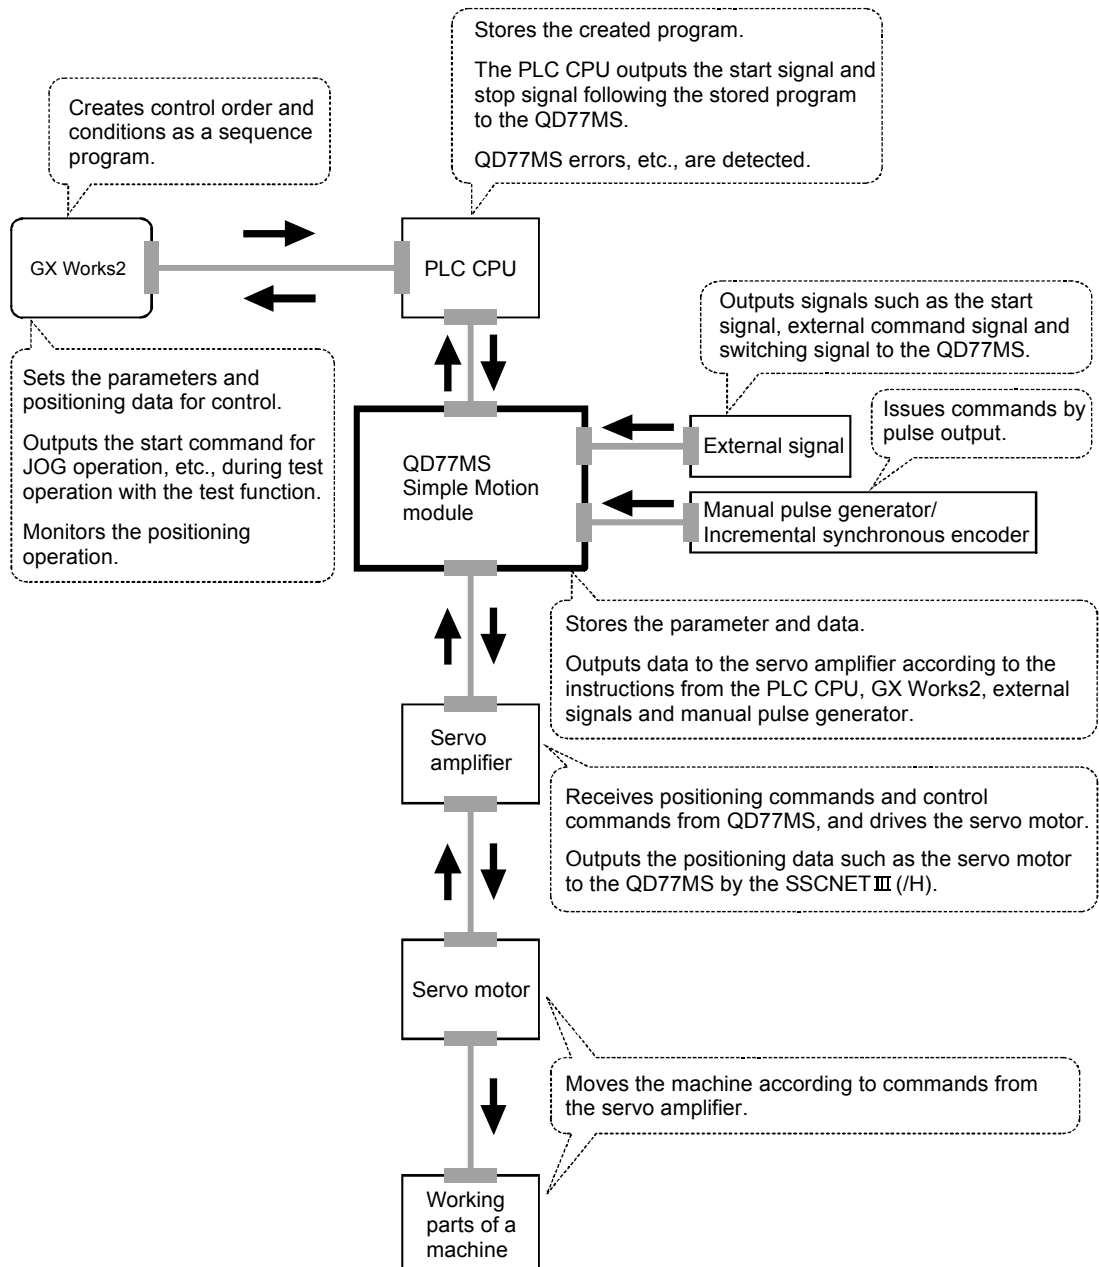 Stores the created program.
The PLC CPU outputs the start signal and
stop signal following the stored program
to the QD77MS.
QD77MS errors, etc., are detected.
Creates control order and
conditions as a sequence
program.
GX Works2
PLC CPU
Outputs signals such as the start
signal, external command signal and
switching signal to the QD77MS.
Sets the parameters and
positioning data for control.
Outputs the start command for
JOG operation, etc., during test
operation with the test function.
Monitors the positioning
operation.
Issues commands by
pulse output.
QD77MS
Simple Motion
module
External signal
Manual pulse generator/
Incremental synchronous encoder
Stores the parameter and data.
Outputs data to the servo amplifier according to the
instructions from the PLC CPU, GX Works2, external
signals and manual pulse generator.
Servo
amplifier
Receives positioning commands and control
commands from QD77MS, and drives the servo motor.
Outputs the positioning data such as the servo motor
to the QD77MS by the SSCNETⅢ(/H).
Servo motor
Moves the machine according to commands from
the servo amplifier.
Working
parts of a
machine